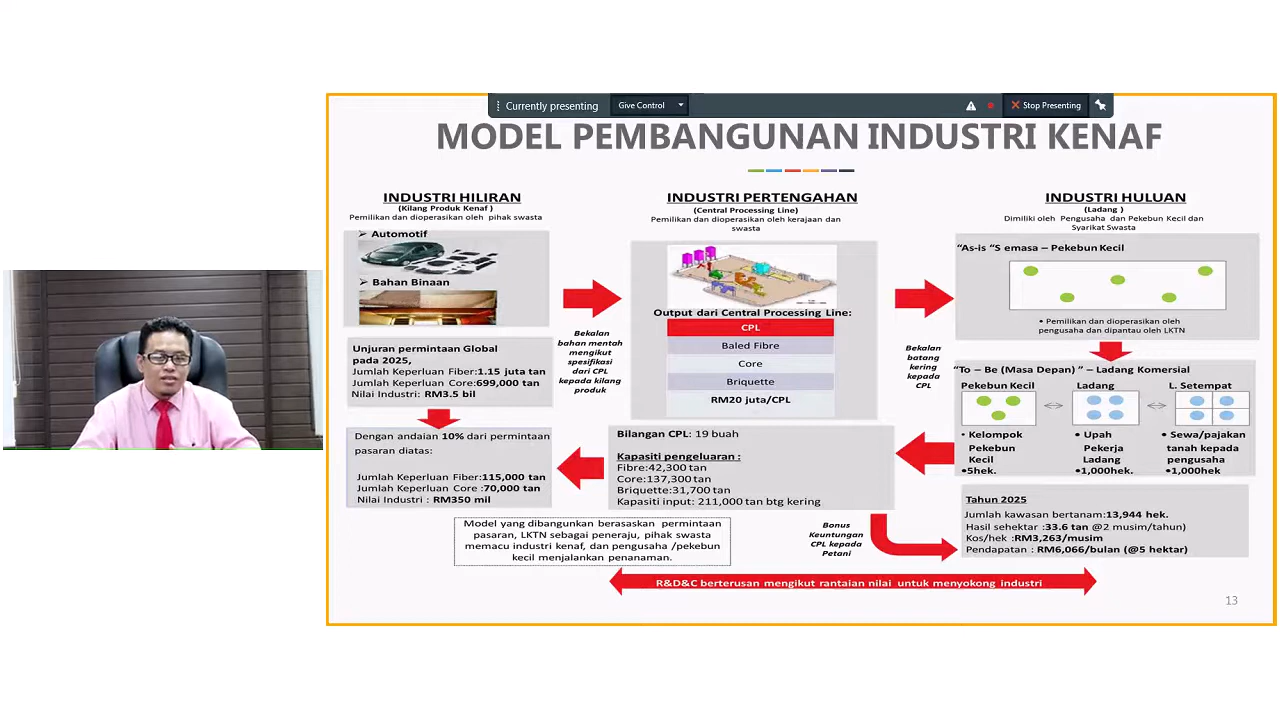 Currently presenting
Give Control
Stop Presenting
MODEL PEMBANGUNAN INDUSTRI KENAF
INDUSTRI HILIRAN
(Kilang Produk Kenaf )
Pemilikan dan dioperasikan oleh pihak swasta
➢ Automotif
➢ Bahan Binaan
Unjuran permintaan Global
pada 2025,
Jumlah Keperluan Fiber:1.15 juta tan
Jumlah Keperluan Core:699,000 tan
Nilai Industri: RM3.5 bil
Dengan andaian 10% dari permintaan
pasaran diatas:
Jumlah Keperluan Fiber:115,000 tan
Jumlah Keperluan Core :70,000 tan
Nilai Industri : RM350 mil
Bekalan
bahan mentah
mengikut
spesifikasi
dari CPL
kepada kilang
produk
INDUSTRI PERTENGAHAN
(Central Processing Line)
Pemilikan dan dioperasikan oleh kerajaan dan
swasta
Output dari Central Processing Line:
CPL
Baled Fibre
Core
Briquette
RM20 juta/CPL
Bilangan CPL: 19 buah
Kapasiti pengeluaran :
Fibre:42,300 tan
Core:137,300 tan
Briquette:31,700 tan
Kapasiti input: 211,000 tan btg kering
Bekalan
batang
kering
kepada
CPL
INDUSTRI HULUAN
(Ladang )
Dimiliki oleh Pengusaha dan Pekebun Kecil dan
Syarikat Swasta
“As-is “S emasa – Pekebun Kecil
• Pemilikan dan dioperasikan oleh
pengusaha dan dipantau oleh LKTN
“To – Be (Masa Depan) ” – Ladang Komersial
Pekebun Kecil Ladang L. Setempat
• Kelompok • Upah • Sewa/pajakan
Pekebun Pekerja tanah kepada
Kecil Ladang pengusaha
•5hek. •1,000hek. •1,000hek
Tahun 2025
Jumlah kawasan bertanam:13,944 hek.
Hasil sehektar :33.6 tan @2 musim/tahun)
Kos/hek :RM3,263/musim
Pendapatan : RM6,066/bulan (@5 hektar)
Model yang dibangunkan berasaskan permintaan
pasaran, LKTN sebagai peneraju, pihak swasta
memacu industri kenaf, dan pengusaha /pekebun
kecil menjalankan penanaman.
Bonus
Keuntungan
CPL kepada
Petani
R&D&C berterusan mengikut rantaian nilai untuk menyokong industri
13